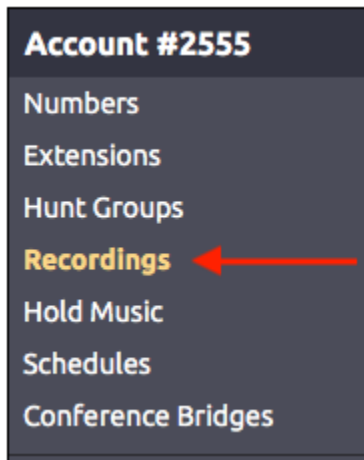 Account #2555
Numbers
Extensions
Hunt Groups
Recordings
Hold Music
Schedules
Conference Bridges